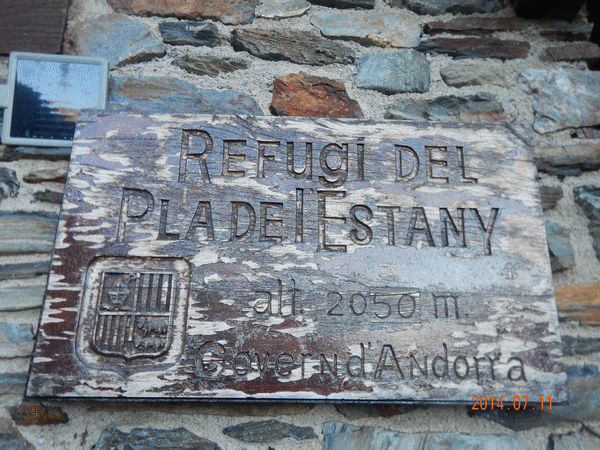 REFUGi DEL
PLA DE l'ESTANY
alt. 2050 m.
Govern d'Andorra
2014.07.11